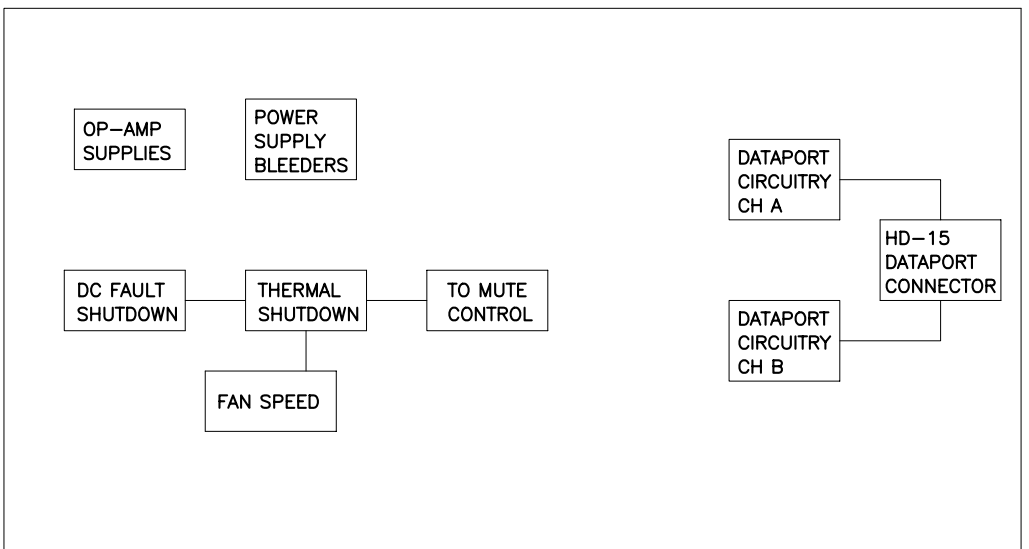 OP-AMP
SUPPLIES
POWER
SUPPLY
BLEEDERS
DATAPORT
CIRCUITRY
CH A
HD-15
DATAPORT
CONNECTOR
DC FAULT
SHUTDOWN
THERMAL
SHUTDOWN
TO MUTE
CONTROL
DATAPORT
CIRCUITRY
CH B
FAN SPEED